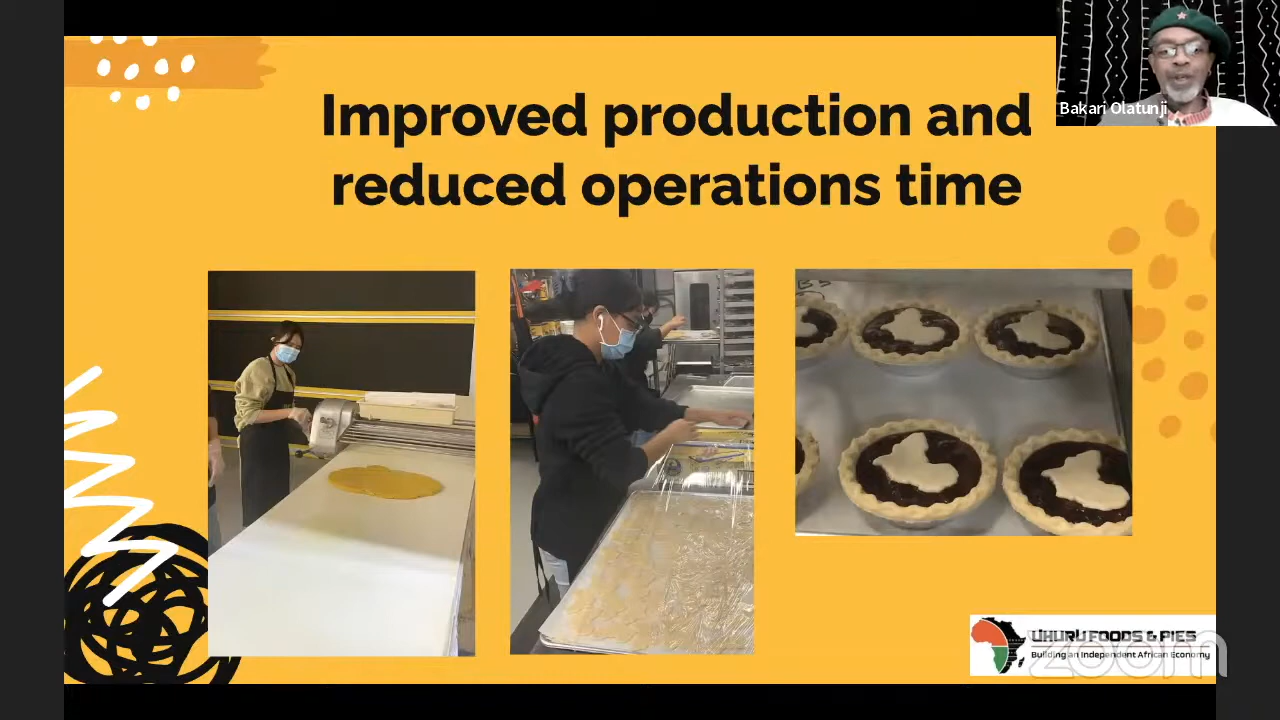 Improved production and
reduced operations time
Bakari Olatunji
UHURU FOODS & PIES
Building an Independent African Economy
zoom